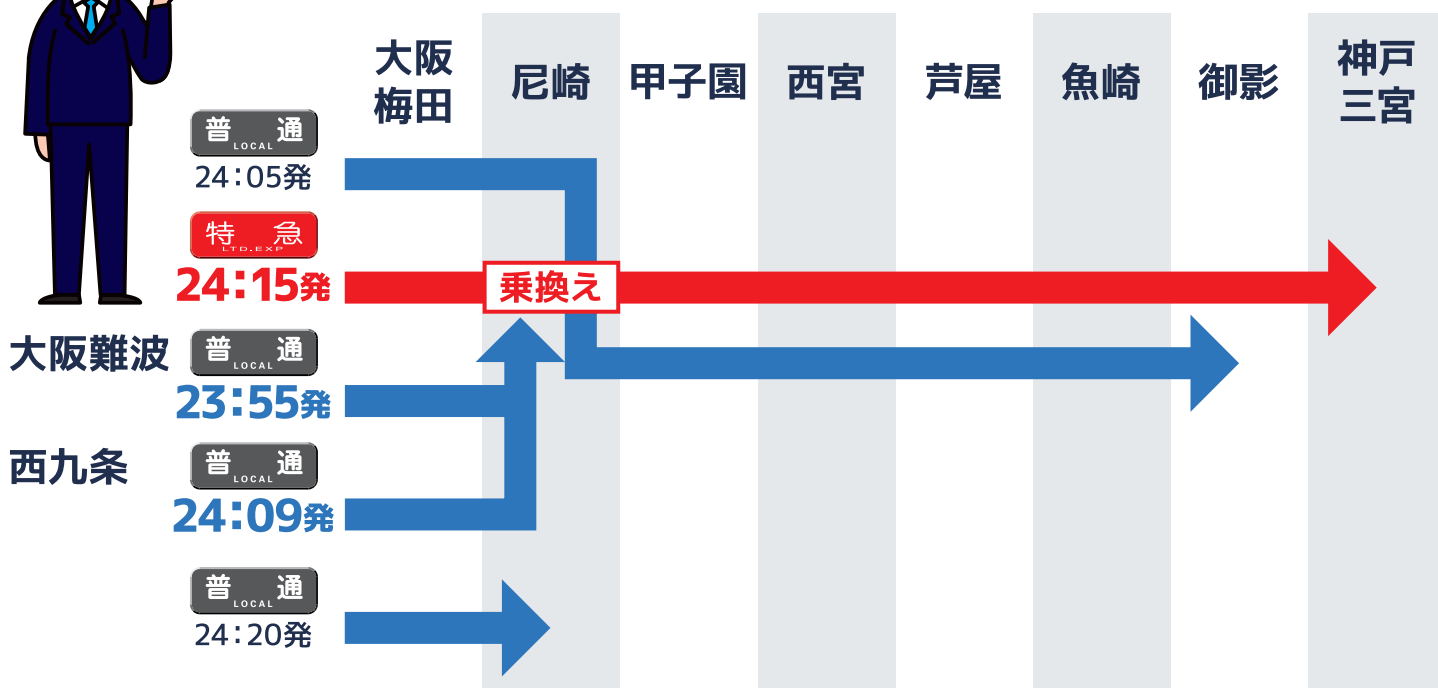 大阪
梅田
尼崎
甲子園
西宮
芦屋
魚崎
御影
神戸
三宮
普 通
LOCAL
24:05発
特 急
LTD.EXP
24:15発
乗換え
大阪難波
普 通
LOCAL
23:55発
西九条
普 通
LOCAL
24:09発
普 通
LOCAL
24:20発